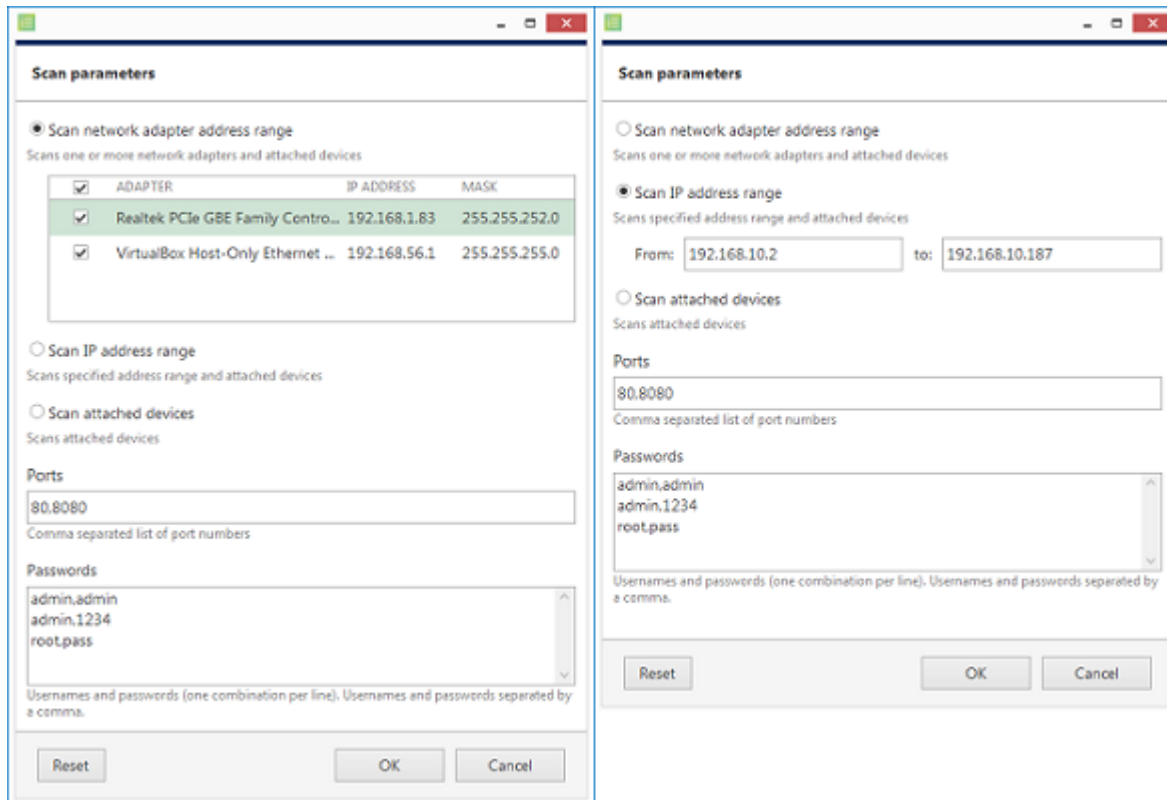 Scan parameters
Scan network adapter address range
Scans one or more network adapters and attached devices
ADAPTER IP ADDRESS MASK
Realtek PCIe GBE Family Contro... 192.168.1.83 255.255.252.0
VirtualBox Host-Only Ethernet ... 192.168.56.1 255.255.255.0
Scan IP address range
Scans specified address range and attached devices
Scan attached devices
Scans attached devices
Ports
80,8080
Comma separated list of port numbers
Passwords
admin,admin
admin,1234
root,pass
Usernames and passwords (one combination per line). Usernames and passwords separated by
a comma.
Reset OK Cancel
Scan parameters
Scan network adapter address range
Scans one or more network adapters and attached devices
Scan IP address range
Scans specified address range and attached devices
From: 192.168.10.2 to: 192.168.10.187
Scan attached devices
Scans attached devices
Ports
80,8080
Comma separated list of port numbers
Passwords
admin,admin
admin,1234
root,pass
Usernames and passwords (one combination per line). Usernames and passwords separated by
a comma.
Reset OK Cancel